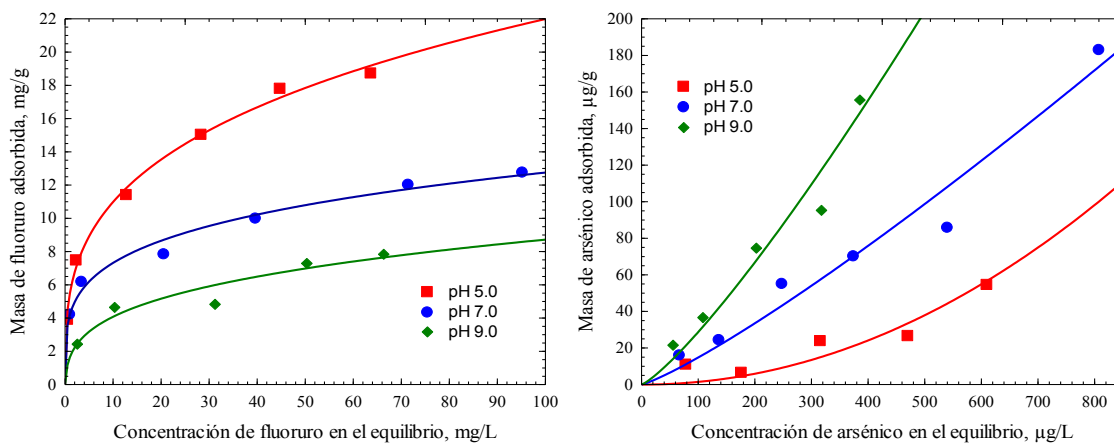 Masa de fluoruro adsorbida, mg/g
22
20
18
16
14
12
10
8
6
4
2
0
pH 5.0
pH 7.0
pH 9.0
0 10 20 30 40 50 60 70 80 90 100
Concentración de fluoruro en el equilibrio, mg/L
Masa de arsénico adsorbida, µg/g
200
180
160
140
120
100
80
60
40
20
0
pH 5.0
pH 7.0
pH 9.0
0 100 200 300 400 500 600 700 800
Concentración de arsénico en el equilibrio, µg/L